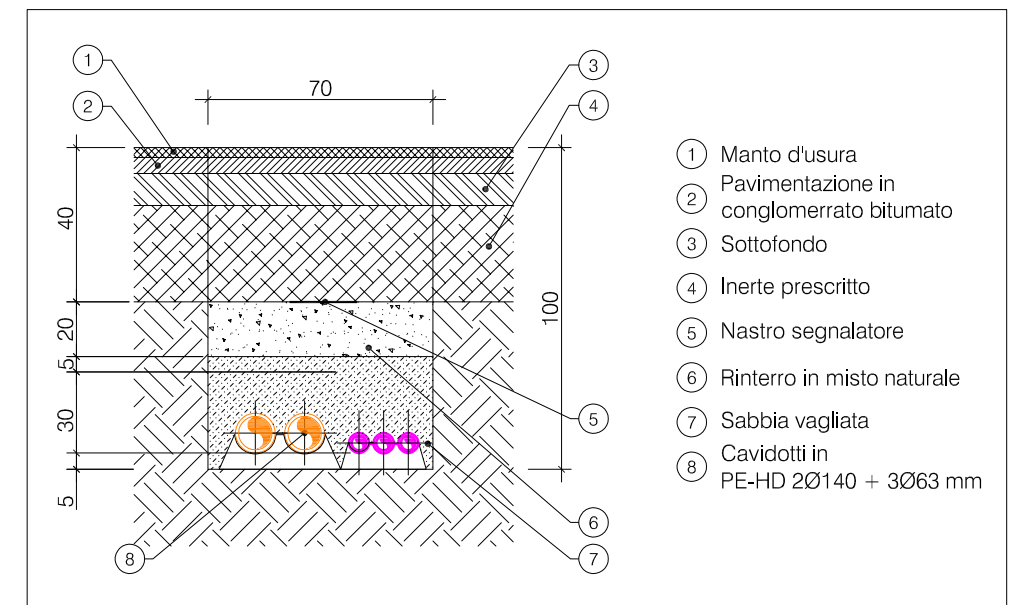 1
2
70
3
4
40
20
5
30
5
100
5
6
7
8
1 Manto d'usura
2 Pavimentazione in
conglomerrato bitumato
3 Sottofondo
4 Inerte prescritto
5 Nastro segnalatore
6 Rinterro in misto naturale
7 Sabbia vagliata
8 Cavidotti in
PE-HD 2Ø140 + 3Ø63 mm